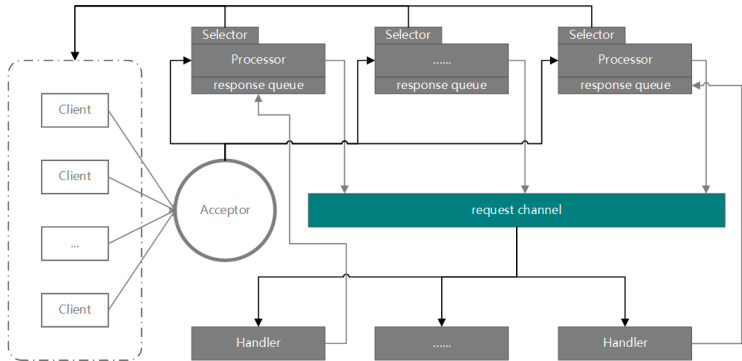 Selector
Selector
Selector
Processor
......
Processor
response queue
response queue
response queue
Client
Client
...
Client
Acceptor
request channel
Handler
......
Handler